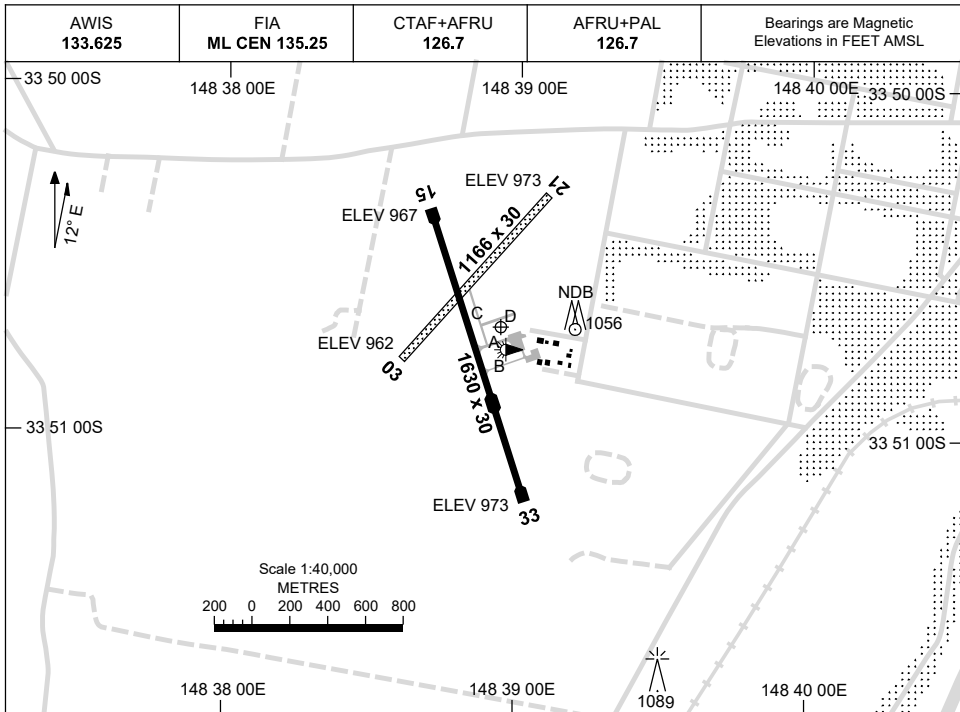 AWIS
133.625
FIA
ML CEN 135.25
CTAF+AFRU
126.7
AFRU+PAL
126.7
Bearings are Magnetic
Elevations in FEET AMSL
33 50 00S
148 38 00E
148 39 00E
148 40 00E
33 50 00S
12° E
15
ELEV 967
ELEV 973
21
1166 x 30
NDB
1056
C
D
A
B
ELEV 962
03
1630 x 30
33 51 00S
33 51 00S
ELEV 973
33
Scale 1:40,000
METRES
200 0 200 400 600 800
148 38 00E
148 39 00E
1089
148 40 00E